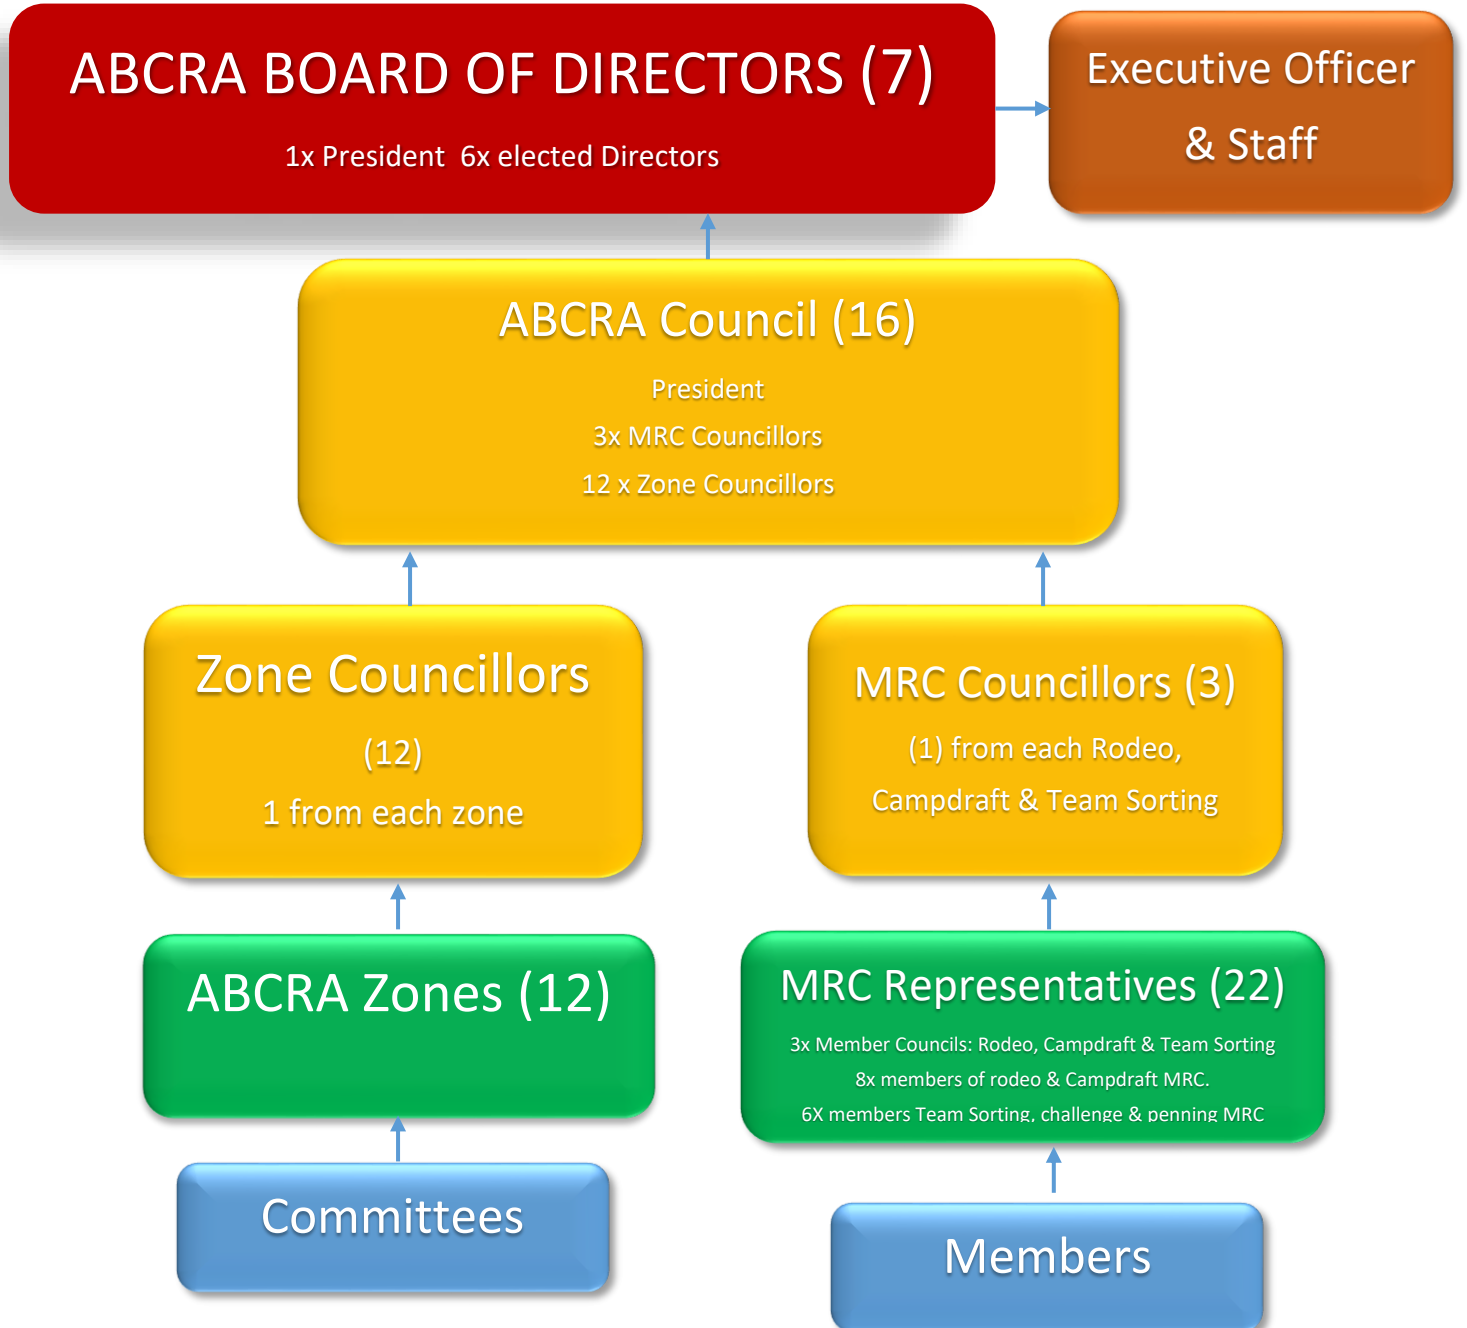 ABCRA BOARD OF DIRECTORS (7)
1x President 6x elected Directors
Executive Officer
& Staff
ABCRA Council (16)
President
3x MRC Councillors
12 x Zone Councillors
Zone Councillors
(12)
1 from each zone
MRC Councillors (3)
(1) from each Rodeo,
Campdraft & Team Sorting
ABCRA Zones (12)
MRC Representatives (22)
3x Member Councils: Rodeo, Campdraft & Team Sorting
8x members of rodeo & Campdraft MRC.
6X members Team Sorting, challenge & penning MRC
Committees
Members